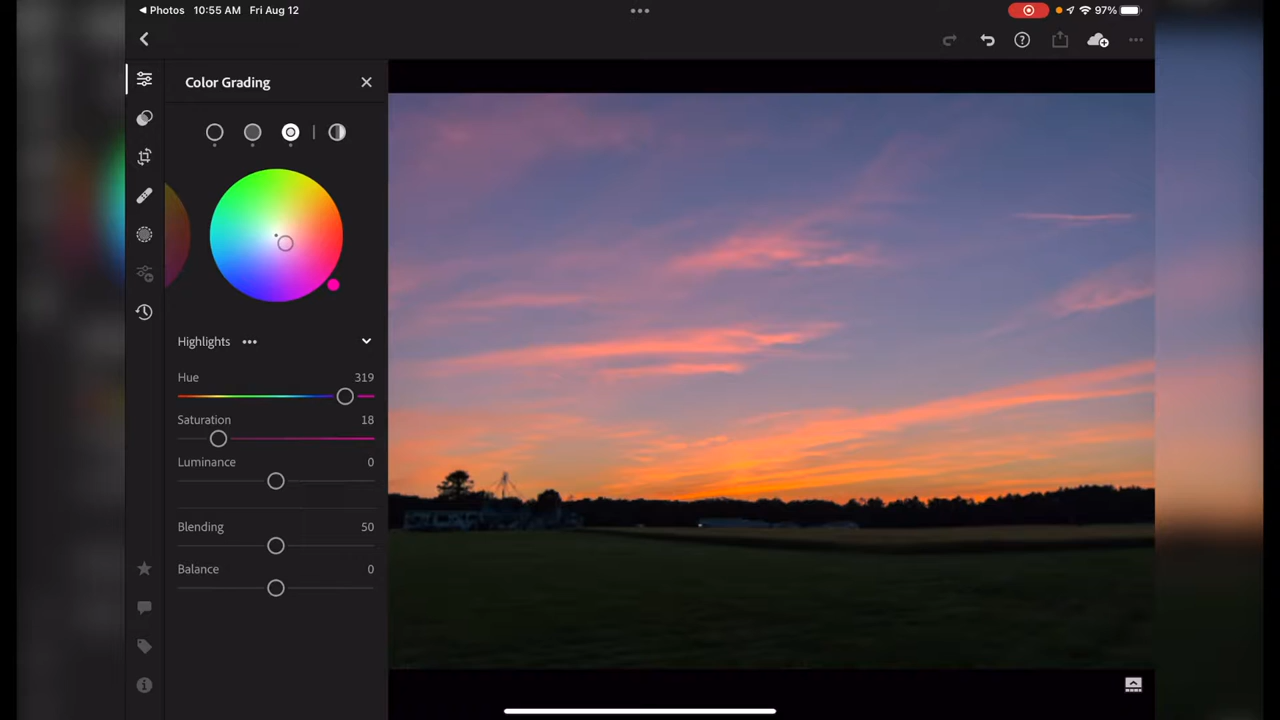 Photos 10:55 AM Fri Aug 12 97%
Color Grading
Highlights
Hue 319
Saturation 18
Luminance 0
Blending 50
Balance 0